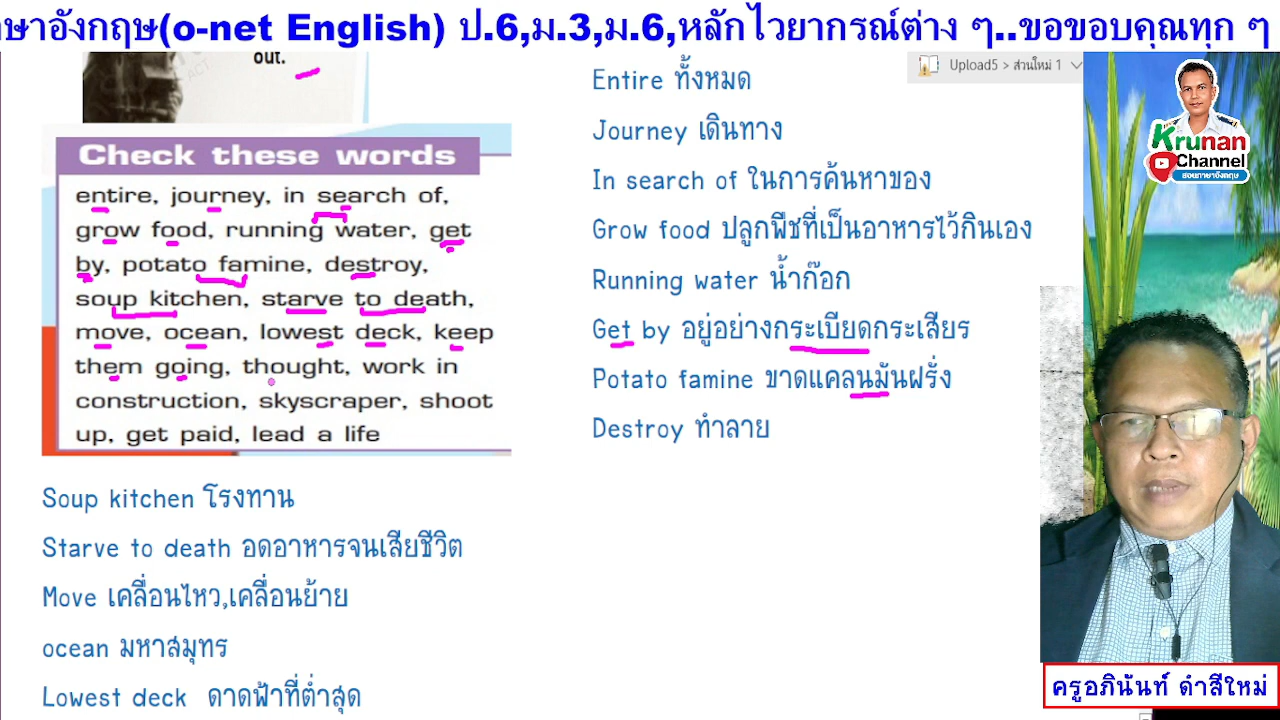 ษาอังกฤษ(o-net English) ป.6,ม.3,ม.6,หลักไวยากรณ์ต่าง ๆ..ขอขอบคุณทุก ๆ
out.
Check these words
entire, journey, in search of,
grow food, running water, get
by, potato famine, destroy,
soup kitchen, starve to death,
move, ocean, lowest deck, keep
them going, thought, work in
construction, skyscraper, shoot
up, get paid, lead a life
Soup kitchen โรงทาน
Starve to death อดอาหารจนเสียชีวิต
Move เคลื่อนไหว,เคลื่อนย้าย
ocean มหาสมุทร
Lowest deck ดาดฟ้าที่ต่ำสุด
Entire ทั้งหมด
Journey เดินทาง
In search of ในการค้นหาของ
Grow food ปลูกพืชที่เป็นอาหารไว้กินเอง
Running water น้ำก๊อก
Get by อยู่อย่างกระเบียดกระเสียร
Potato famine ขาดแคลนมันฝรั่ง
Destroy ทำลาย
Upload5 > ส่วนใหม่ 1
Krunan
Channel
สอนภาษาอังกฤษ
ครูอภินันท์ ดำสีใหม่